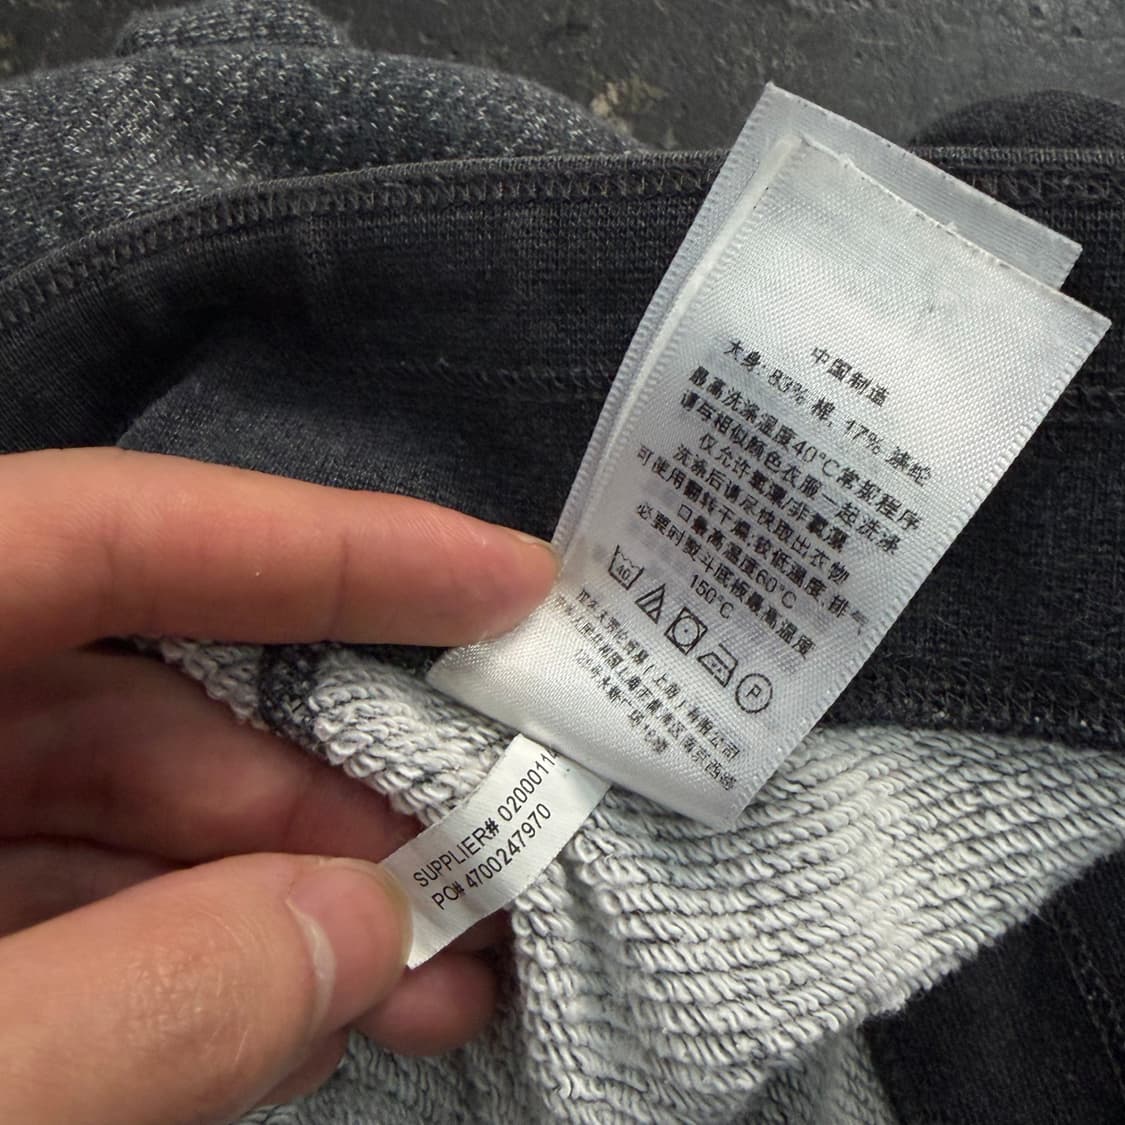 中国制造
大身: 83% 棉, 17% 涤纶
最高洗涤温度40°C常规程序
请与相似颜色衣服一起洗涤
仅允许氧漂/非氯漂
洗涤后请尽快取出衣物
可使用翻转干燥,较低温度,排气
口最高温度60°C
必要时熨斗底板最高温度
150°C
40
P
SUPPLIER# 0200011
PO# 4700247970